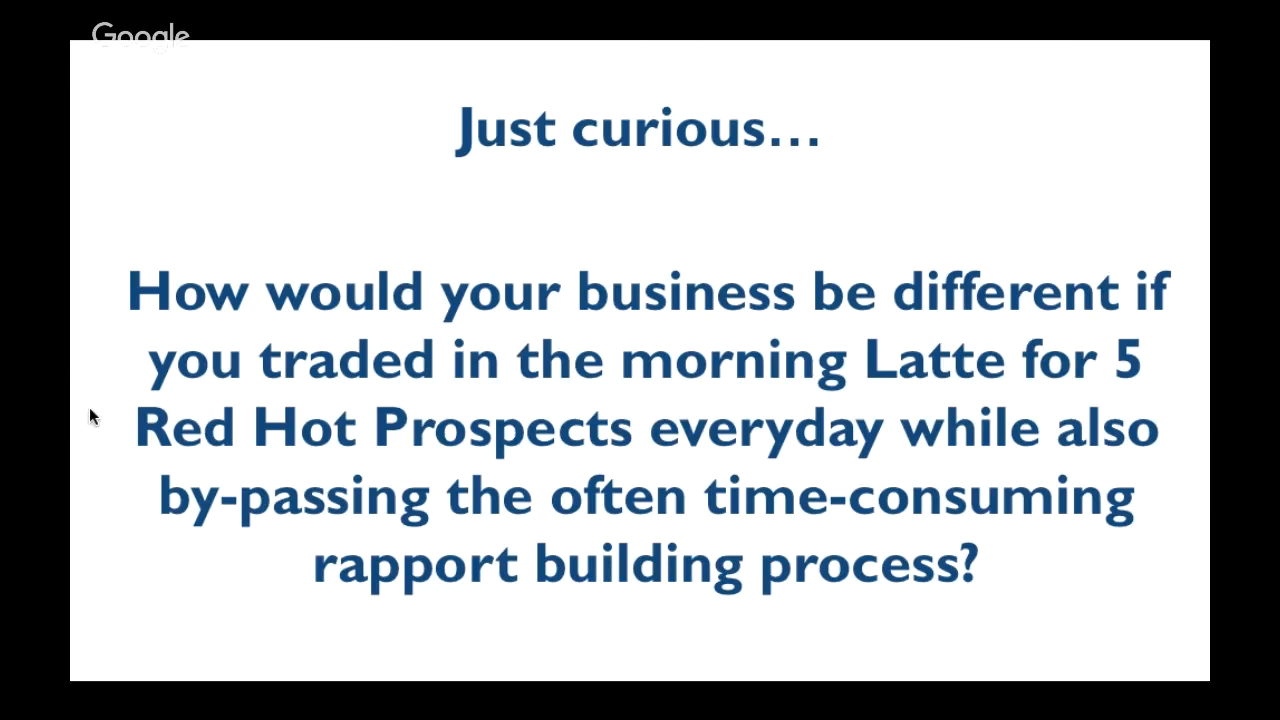 Google
Just curious…
How would your business be different if
you traded in the morning Latte for 5
Red Hot Prospects everyday while also
by-passing the often time-consuming
rapport building process?